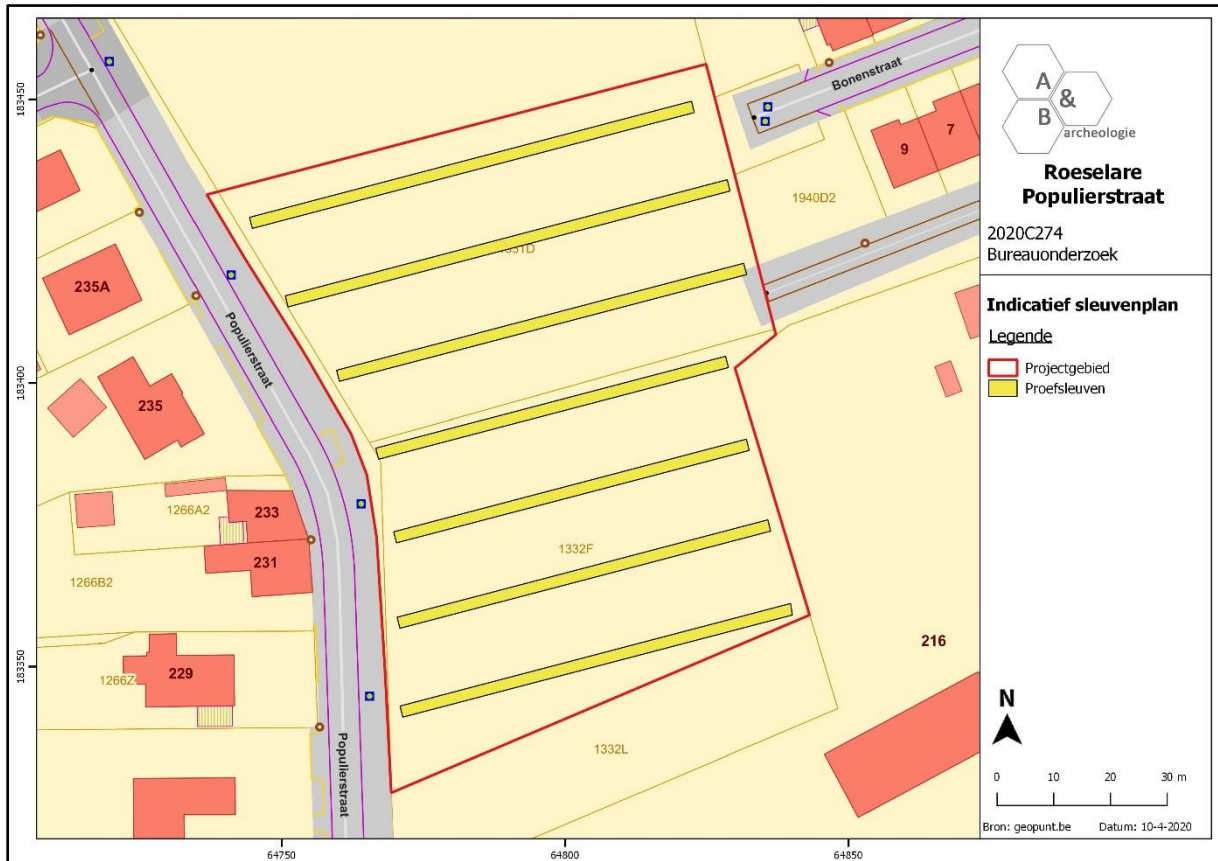 183450
183400
183350
64750
64800
64850
Populierstraat
Populierstraat
Bonenstraat
235A
235
233
231
229
9
7
216
1940D2
1266A2
1266B2
1266Z
1332F
1332L
A
&
B
archeologie
Roeselare
Populierstraat
2020C274
Bureauonderzoek
Indicatief sleuvenplan
Legende
Projectgebied
Proefsleuven
N
0 10 20 30 m
Bron: geopunt.be Datum: 10-4-2020